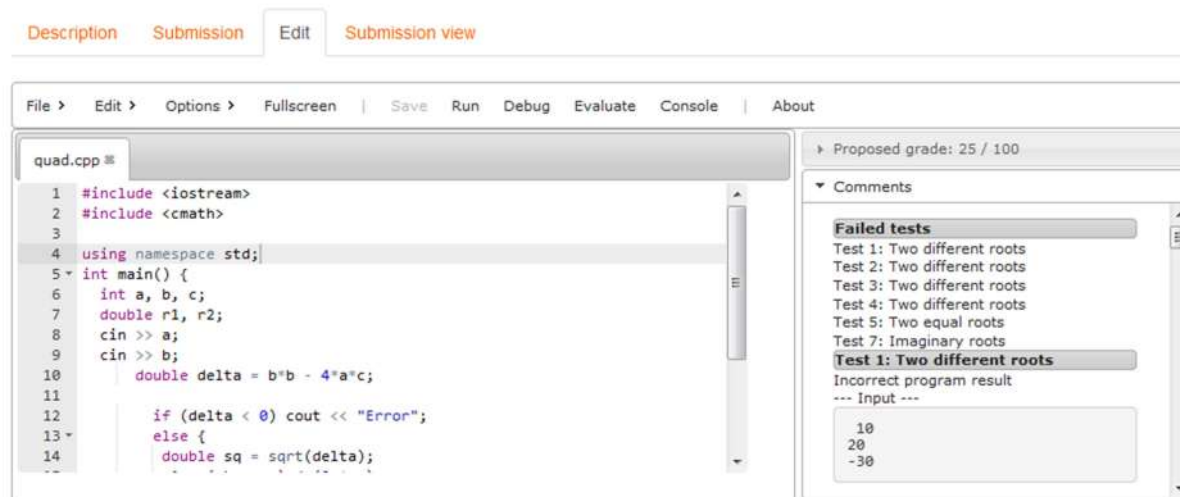 Description Submission Edit Submission view
File > Edit > Options > Fullscreen | Save Run Debug Evaluate Console | About
quad.cpp
1 #include <iostream>
2 #include <cmath>
3
4 using namespace std;
5 int main() {
6 int a, b, c;
7 double r1, r2;
8 cin >> a;
9 cin >> b;
10 double delta = b*b - 4*a*c;
11
12 if (delta < 0) cout << "Error";
13 else {
14 double sq = sqrt(delta);
Proposed grade: 25 / 100
Comments
Failed tests
Test 1: Two different roots
Test 2: Two different roots
Test 3: Two different roots
Test 4: Two different roots
Test 5: Two equal roots
Test 7: Imaginary roots
Test 1: Two different roots
Incorrect program result
--- Input ---
10
20
-30